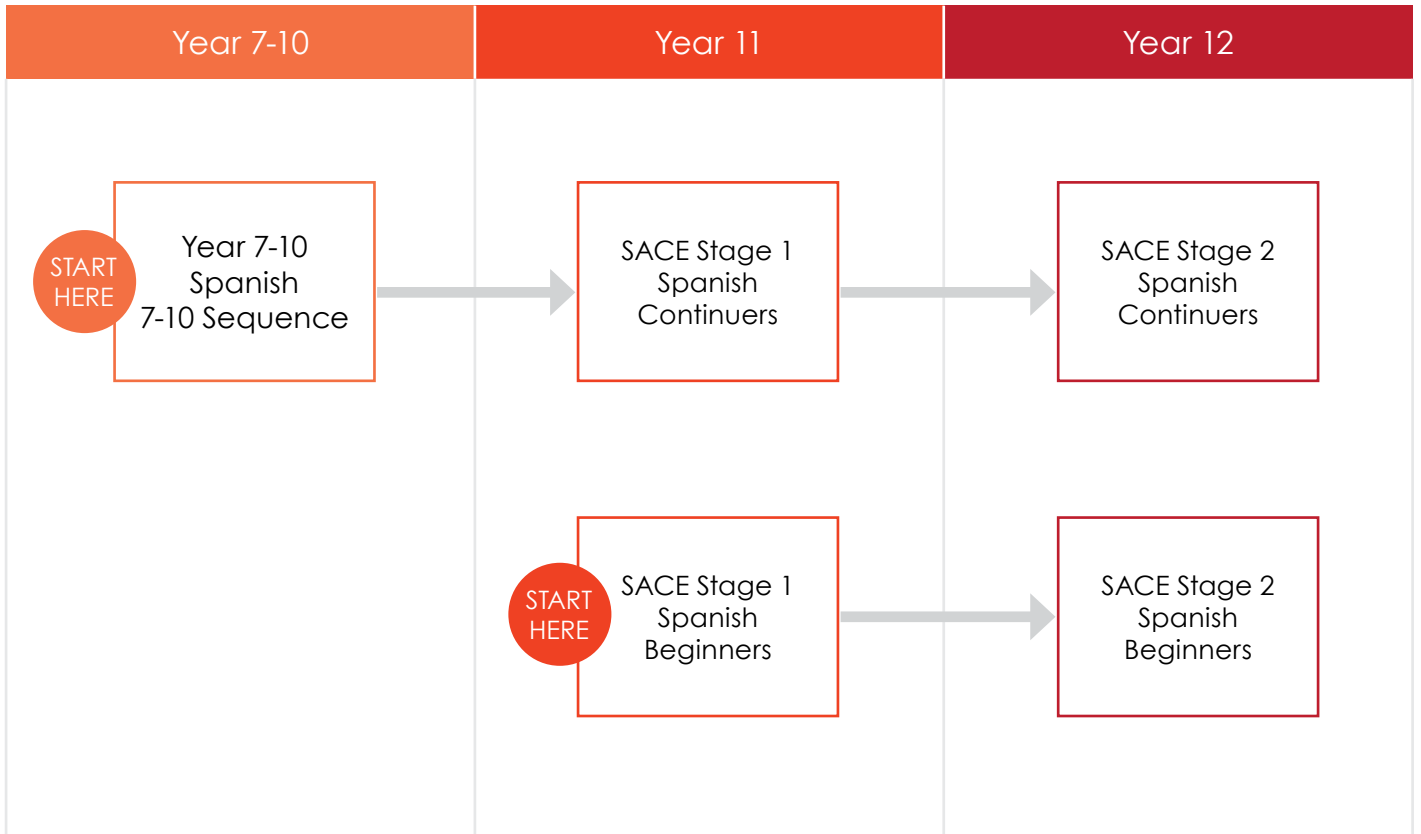 Year 7-10
Year 11
Year 12
START
HERE
Year 7-10
Spanish
7-10 Sequence
SACE Stage 1
Spanish
Continuers
SACE Stage 2
Spanish
Continuers
START
HERE
SACE Stage 1
Spanish
Beginners
SACE Stage 2
Spanish
Beginners